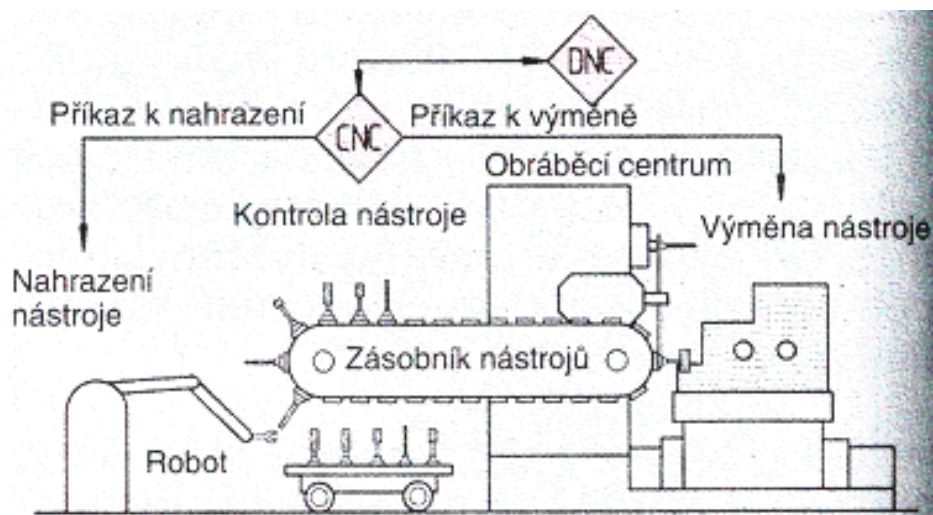 DNC
Příkaz k nahrazení
CNC
Příkaz k výměně
Obráběcí centrum
Kontrola nástroje
Výměna nástroje
Nahrazení
nástroje
Zásobník nástrojů
Robot